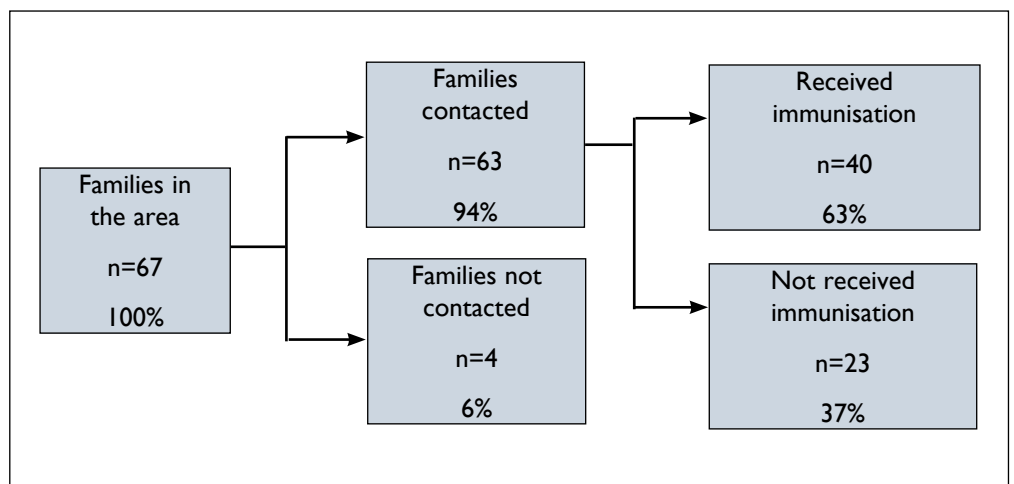 Families in
the area
n=67
100%
Families
contacted
n=63
94%
Families not
contacted
n=4
6%
Received
immunisation
n=40
63%
Not received
immunisation
n=23
37%